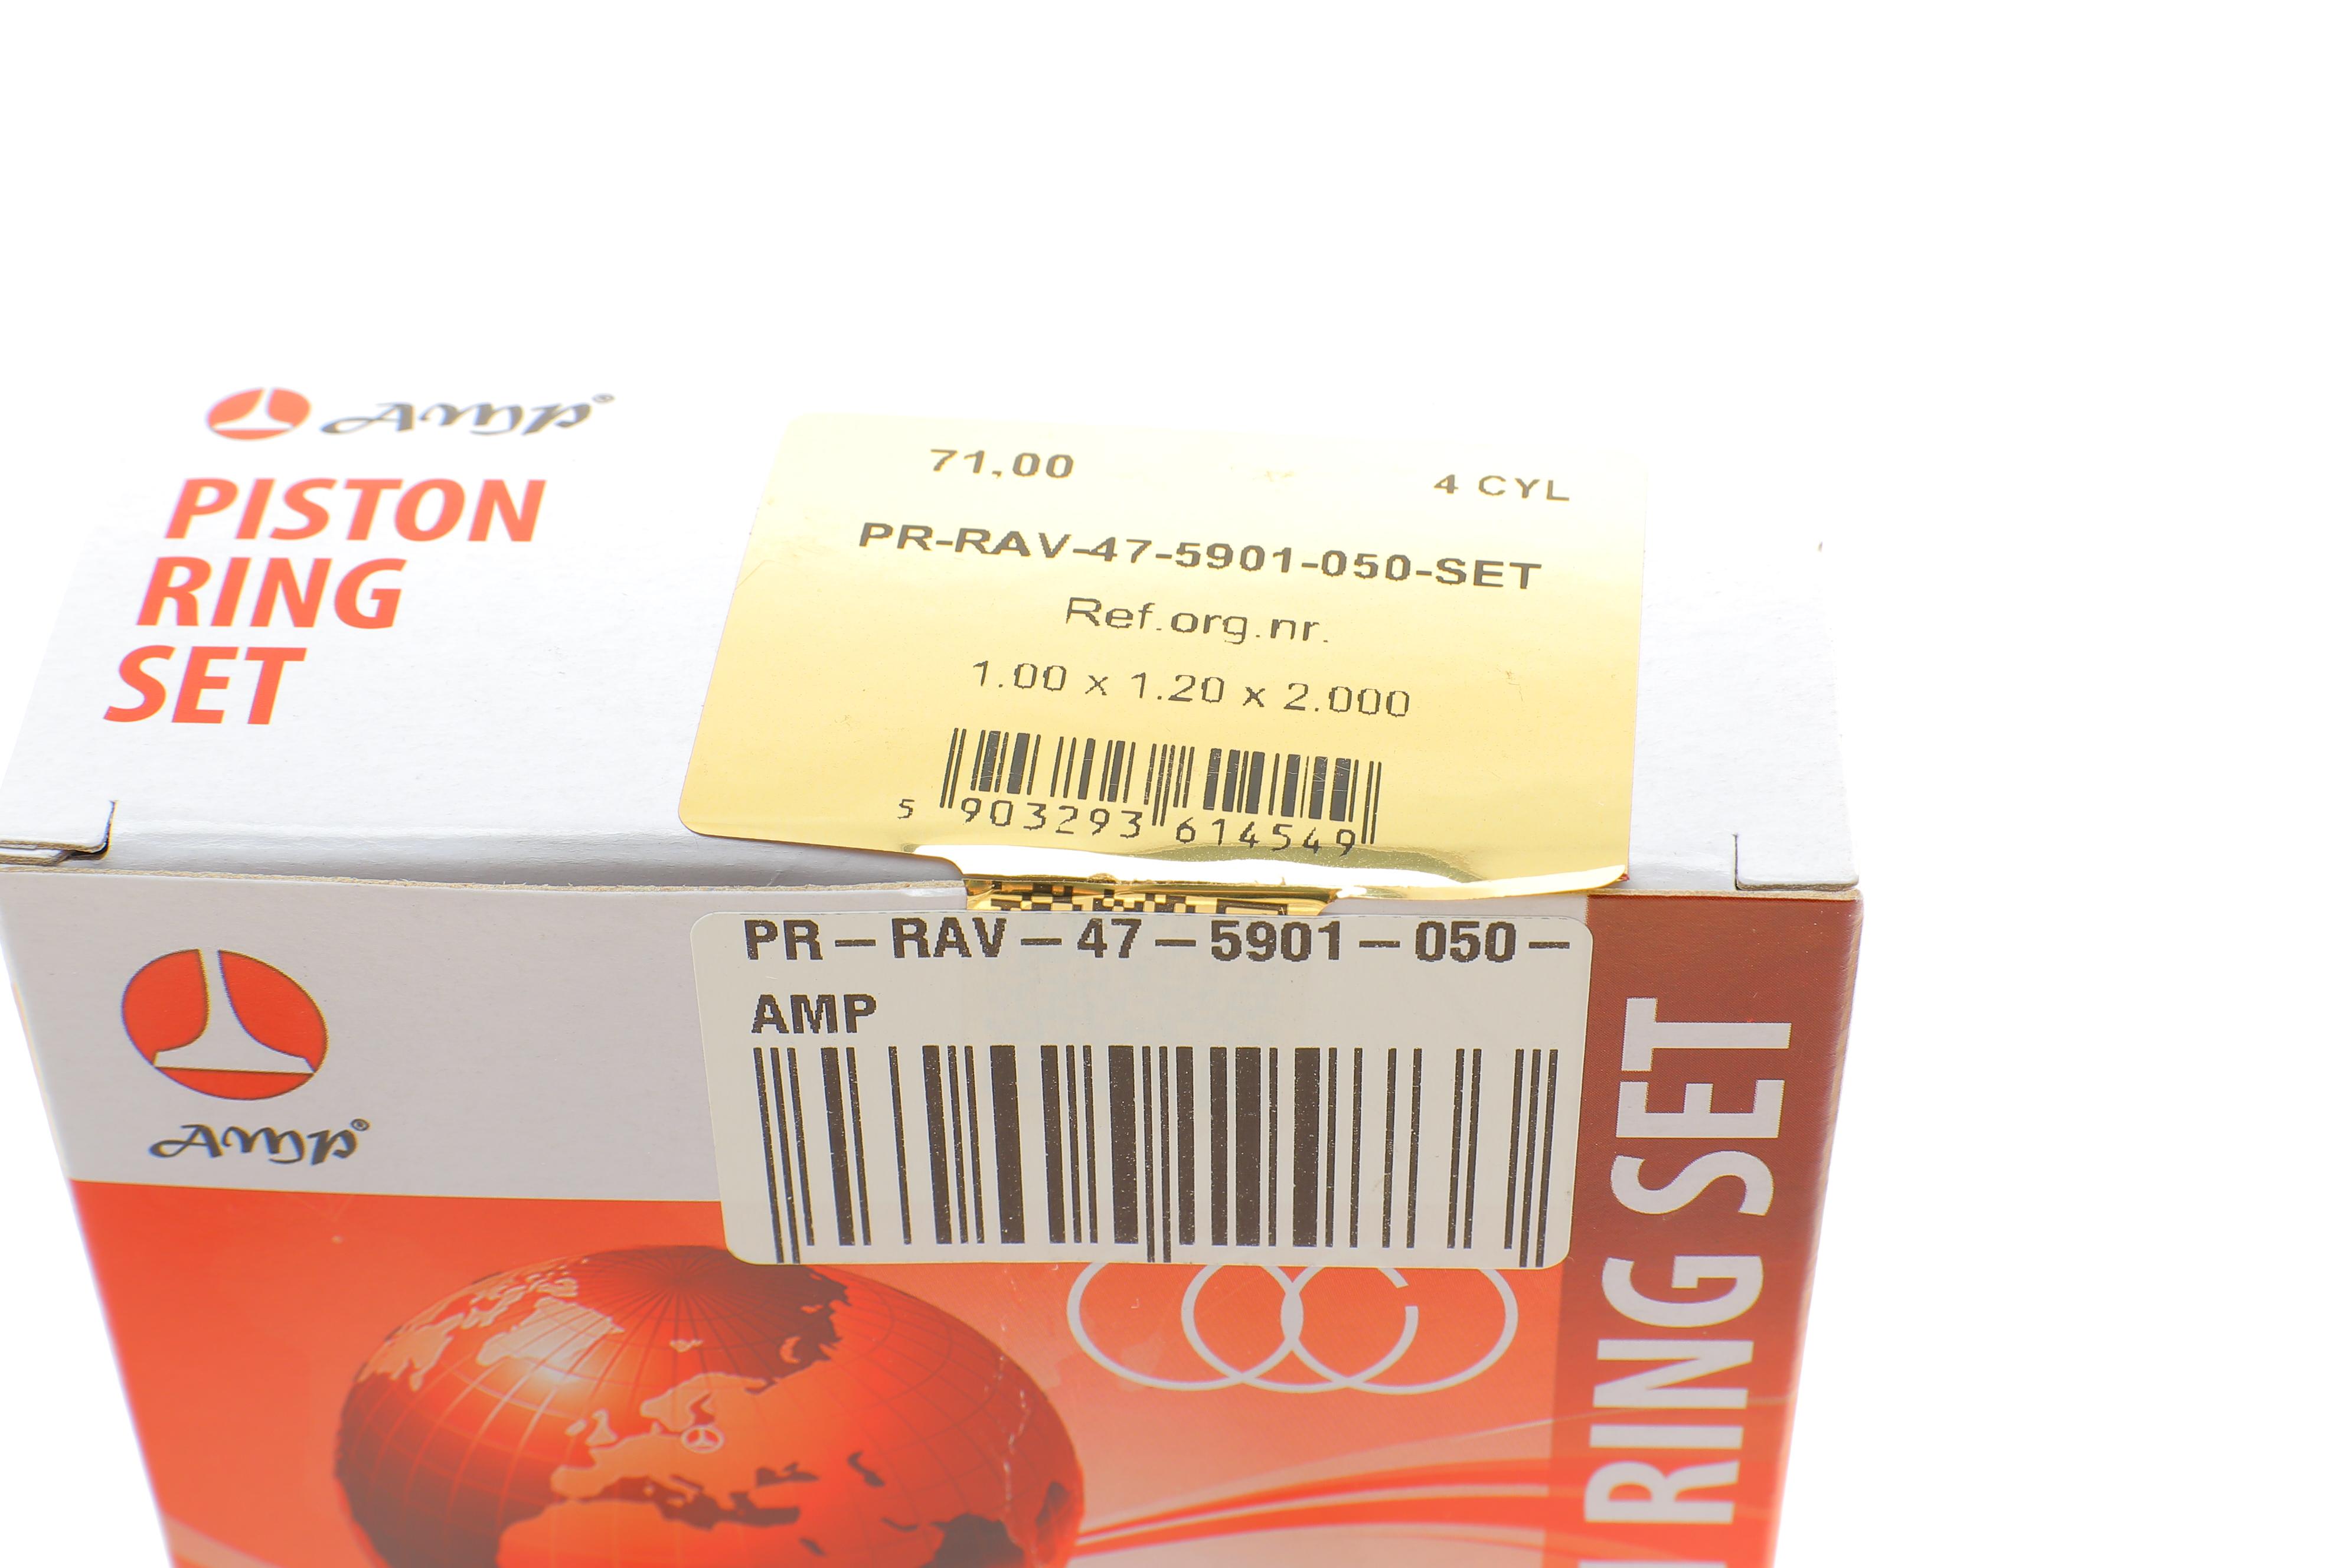 AMP®
PISTON
RING
SET
71,00 4 CYL
PR-RAV-47-5901-050-SET
Ref.org.nr.
1.00 x 1.20 x 2.000
5 903293 614549
PR-RAV-47-5901-050-
AMP
AMP®
RING SET